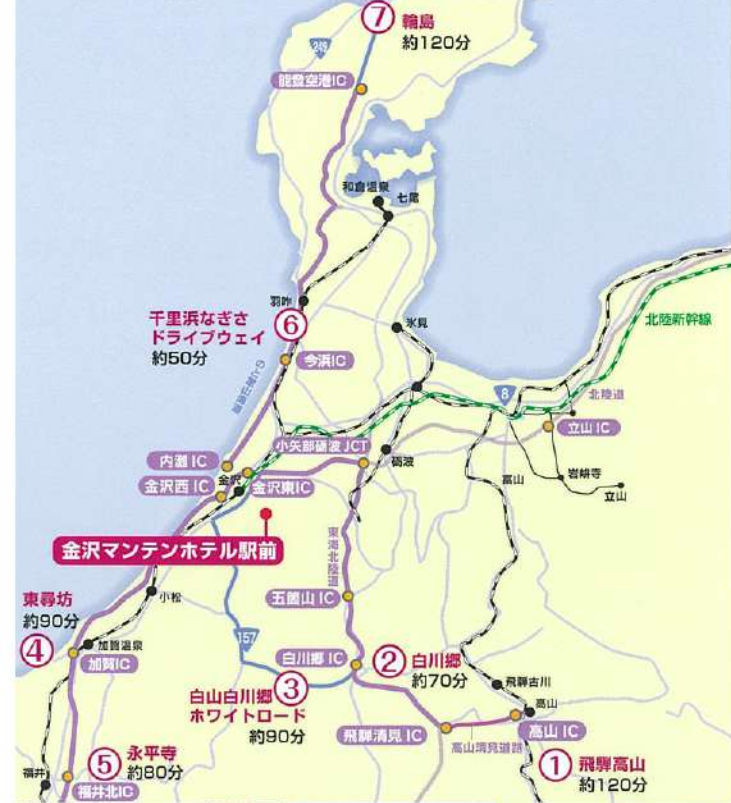 ⑦ 輪島
約120分
249
能登空港IC
和倉温泉
七尾
羽咋
千里浜なぎさ
ドライブウェイ
約50分
⑥
氷見
北陸新幹線
今浜IC
8
北陸道
立山IC
小矢部砺波JCT
内灘IC
金沢西IC
金沢
金沢東IC
砺波
富山
岩峅寺
立山
金沢マンテンホテル駅前
東海北陸道
東尋坊
約90分
④
小松
五箇山IC
加賀温泉
加賀IC
157
白川郷IC
② 白川郷
約70分
白山白川郷
ホワイトロード
約90分
③
飛騨古川
高山
飛騨清見IC
高山清見道路
高山IC
⑤ 永平寺
約80分
福井
福井北IC
① 飛騨高山
約120分